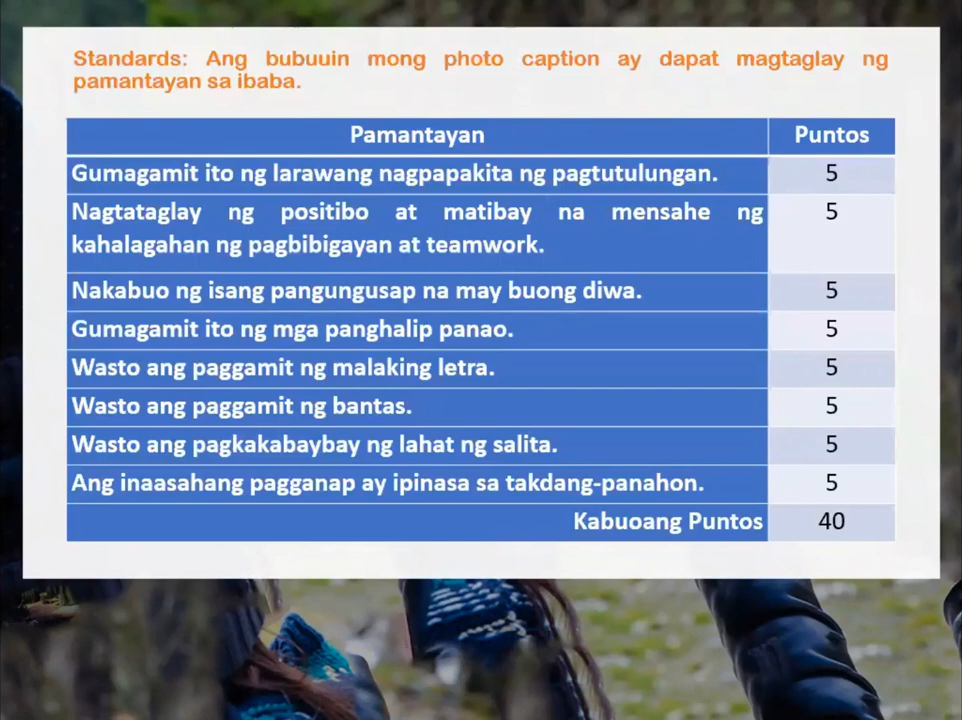 Standards: Ang bubuuin mong photo caption ay dapat magtaglay ng
pamantayan sa ibaba.
Pamantayan Puntos
Gumagamit ito ng larawang nagpapakita ng pagtutulungan. 5
Nagtataglay ng positibo at matibay na mensahe ng 5
kahalagahan ng pagbibigayan at teamwork.
Nakabuo ng isang pangungusap na may buong diwa. 5
Gumagamit ito ng mga panghalip panao. 5
Wasto ang paggamit ng malaking letra. 5
Wasto ang paggamit ng bantas. 5
Wasto ang pagkakabaybay ng lahat ng salita. 5
Ang inaasahang pagganap ay ipinasa sa takdang-panahon. 5
Kabuoang Puntos 40